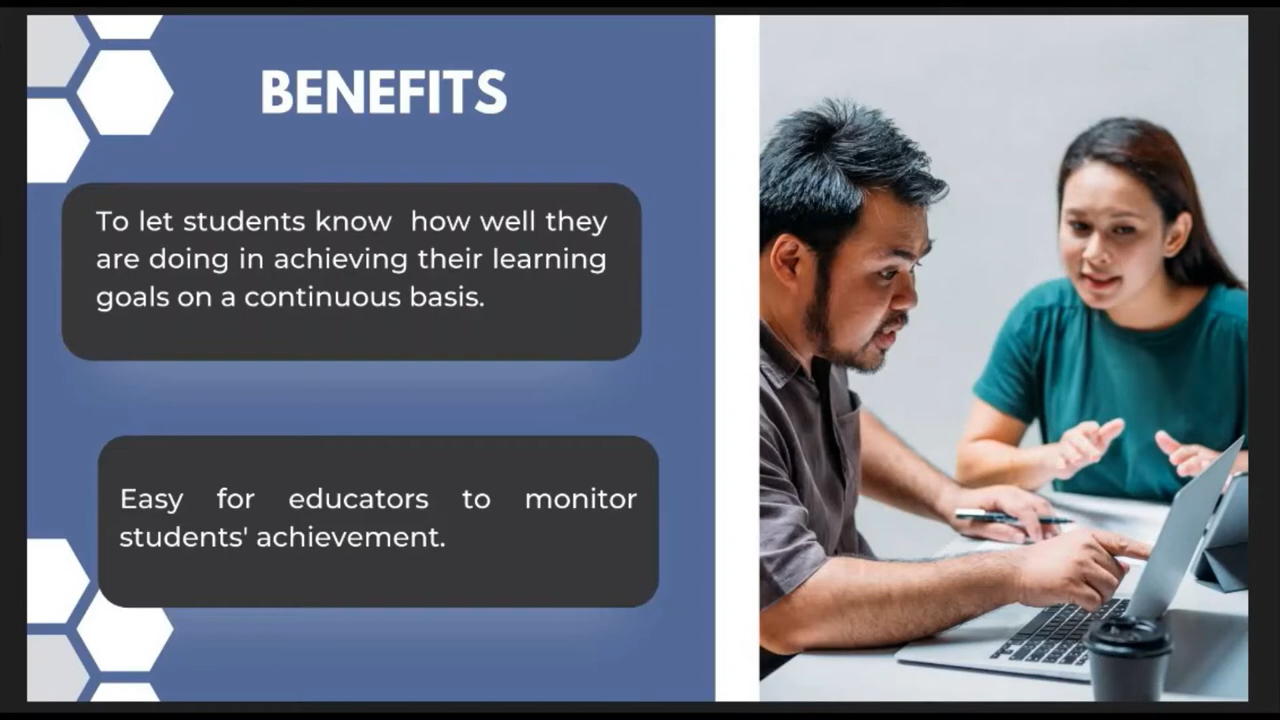 BENEFITS
To let students know  how well they
are doing in achieving their learning
goals on a continuous basis.
Easy for educators to monitor
students' achievement.